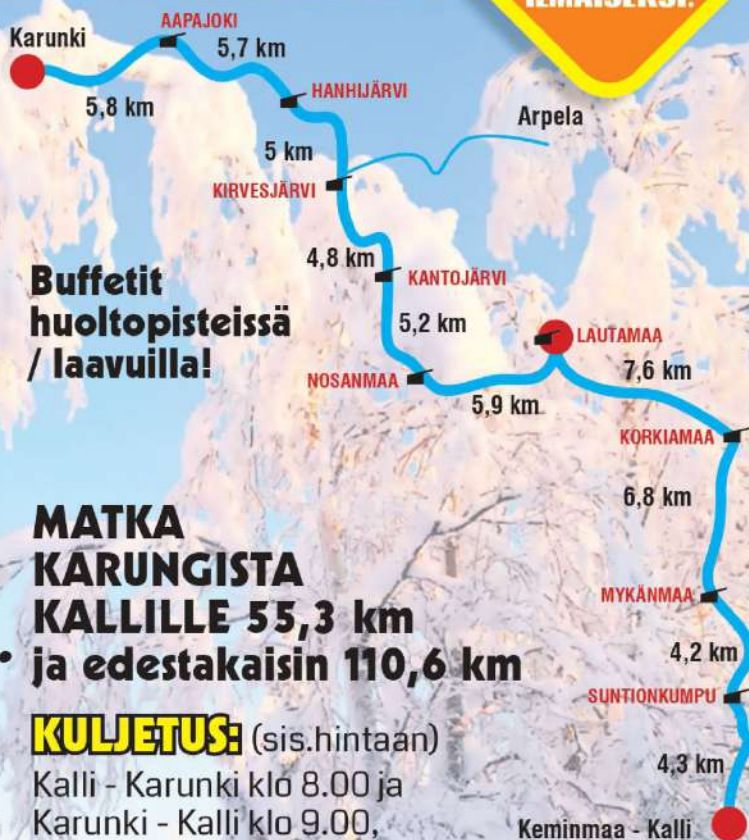 ILMAISEKSI!
AAPAJOKI
Karunki
5,7 km
5,8 km
HANHIJÄRVI
Arpela
5 km
KIRVESJÄRVI
4,8 km
KANTOJÄRVI
Buffetit
huoltopisteissä
/ laavuilla!
5,2 km
LAUTAMAA
NOSANMAA
7,6 km
5,9 km
KORKIAMAA
6,8 km
MATKA
KARUNGISTA
KALLILLE 55,3 km
• ja edestakaisin 110,6 km
MYKÄNMAA
4,2 km
SUNTIONKUMPU
KULJETUS: (sis.hintaan)
4,3 km
Kalli - Karunki klo 8.00 ja
Karunki - Kalli klo 9.00,
Keminmaa - Kalli